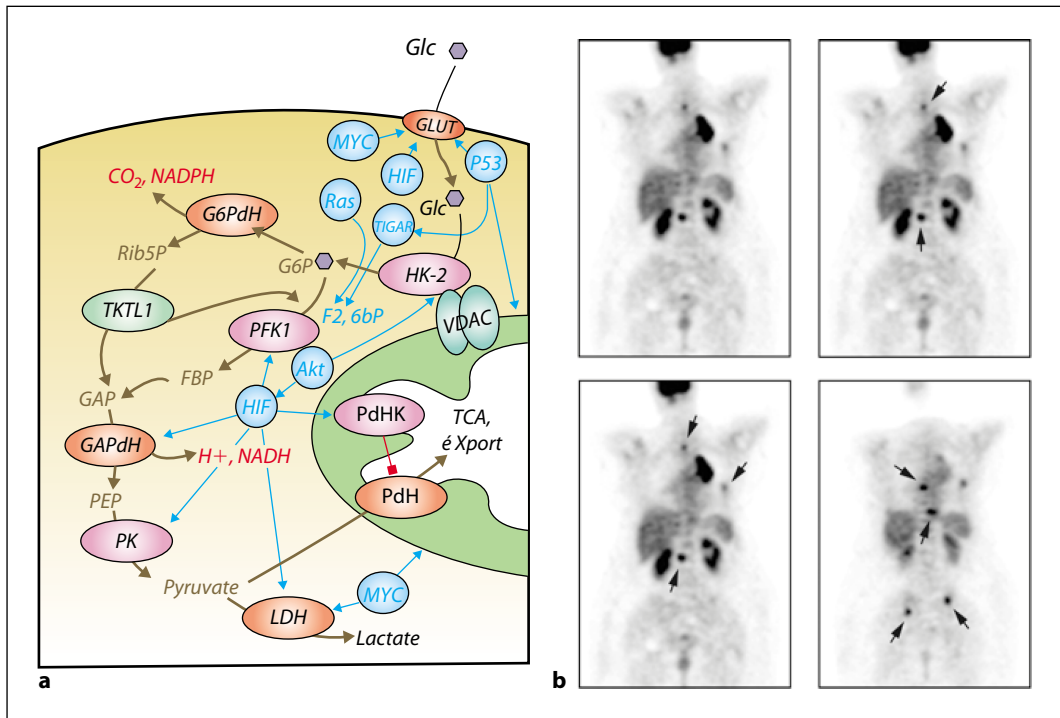 Glc
GLUT
MYC
HIF
P53
CO2, NADPH
G6PdH
Ras
Glc
TIGAR
Rib5P
G6P
HK-2
TKTL1
F2, 6bP
VDAC
PFK1
Akt
FBP
GAP
HIF
PdHK
TCA,
é Xport
GAPdH
H+, NADH
PEP
PdH
PK
Pyruvate
MYC
LDH
Lactate
a
b